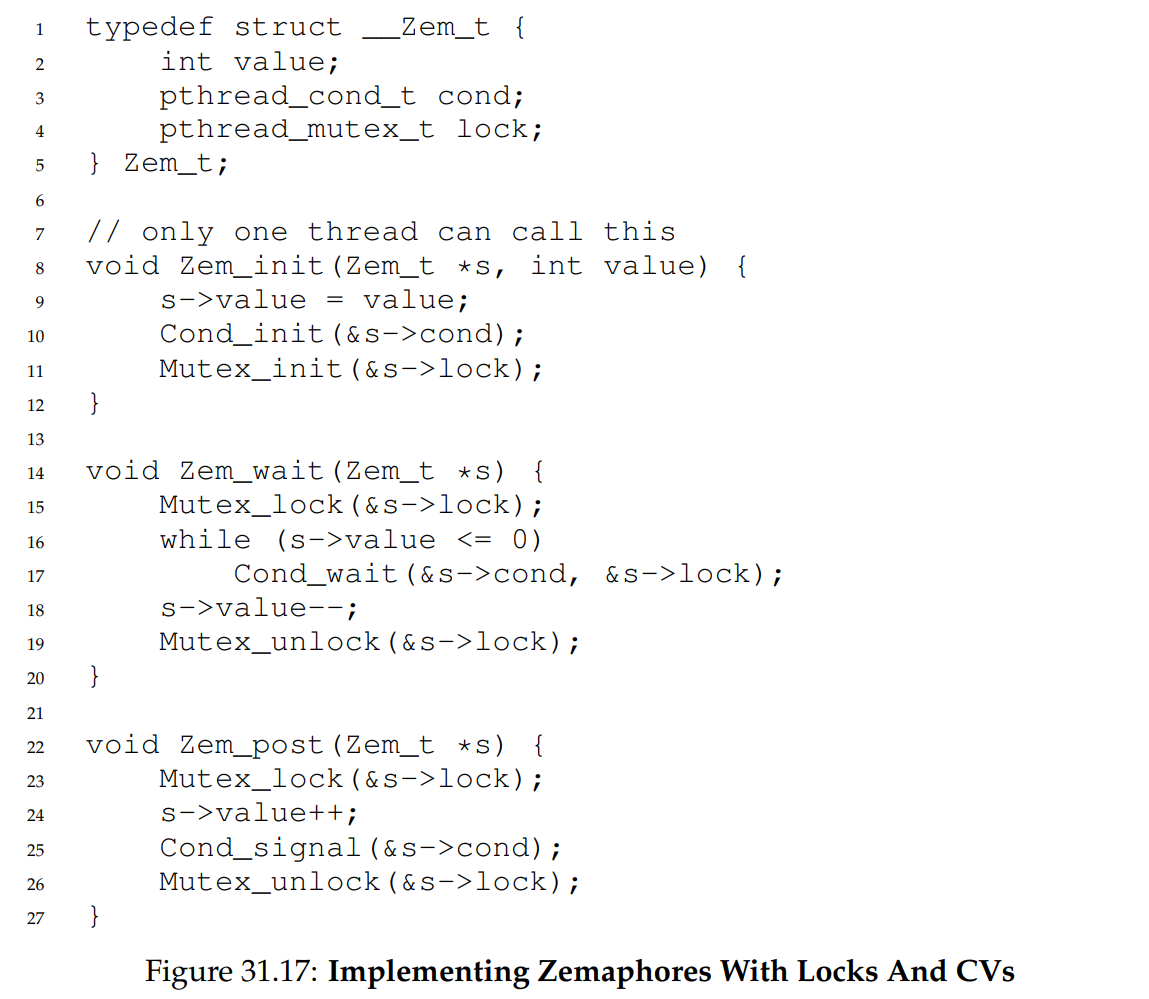 1 typedef struct __Zem_t {
2 int value;
3 pthread_cond_t cond;
4 pthread_mutex_t lock;
5 } Zem_t;
6
7 // only one thread can call this
8 void Zem_init(Zem_t *s, int value) {
9 s->value = value;
10 Cond_init(&s->cond);
11 Mutex_init(&s->lock);
12 }
13
14 void Zem_wait(Zem_t *s) {
15 Mutex_lock(&s->lock);
16 while (s->value <= 0)
17 Cond_wait(&s->cond, &s->lock);
18 s->value--;
19 Mutex_unlock(&s->lock);
20 }
21
22 void Zem_post(Zem_t *s) {
23 Mutex_lock(&s->lock);
24 s->value++;
25 Cond_signal(&s->cond);
26 Mutex_unlock(&s->lock);
27 }
Figure 31.17: Implementing Zemaphores With Locks And CVs